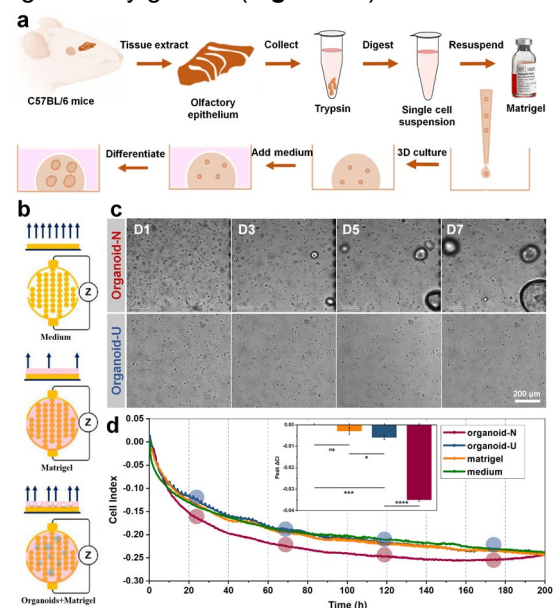 a
Tissue extract
Collect
Digest
Resuspend
C57BL/6 mice
Olfactory
epithelium
Trypsin
Single cell
suspension
Matrigel
Differentiate
Add medium
3D culture
b
Z
Medium
Z
Matrigel
Z
Organoids+Matrigel
c
D1
D3
D5
D7
Organoid-N
Organoid-U
200 μm
d
Cell Index
0.05
0.00
-0.05
-0.10
-0.15
-0.20
-0.25
-0.30
0
20
40
60
80
100
120
140
160
180
200
Time (h)
Peak ΔCI
0.00
-0.01
-0.02
-0.03
-0.04
ns
*
***
****
organoid-N
organoid-U
matrigel
medium